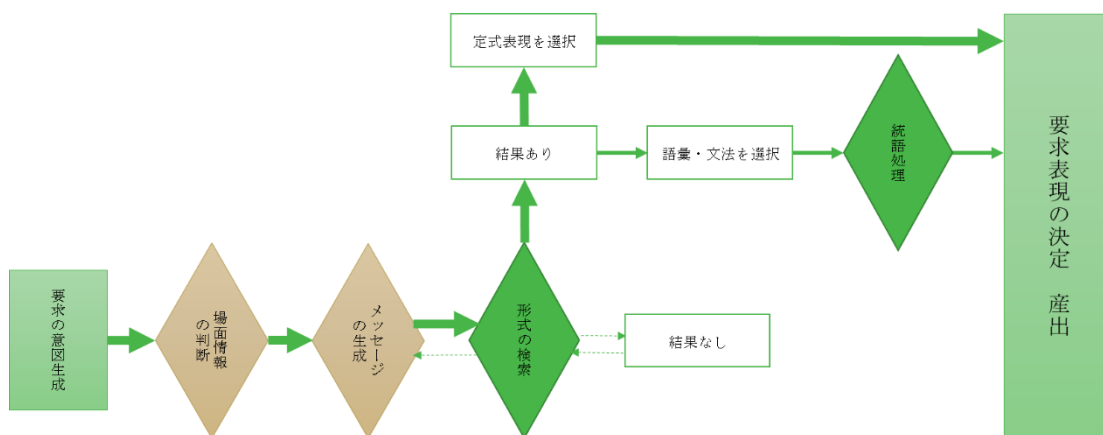 定式表現を選択
結果あり
語彙・文法を選択
統語処理
要求表現の決定　産出
要求の意図生成
場面情報
の判断
メッセージ
の生成
形式の検索
結果なし